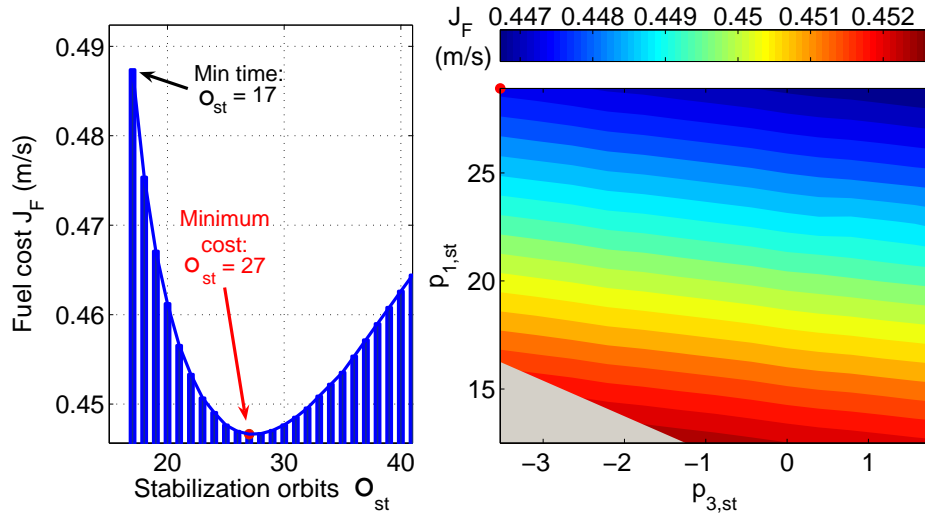 0.49
0.48
0.47
0.46
0.45
Fuel cost J_F (m/s)
Min time:
O_st = 17
Minimum
cost:
O_st = 27
20 30 40
Stabilization orbits O_st
J_F
(m/s)
0.447 0.448 0.449 0.45 0.451 0.452
25
20
15
p_1,st
−3 −2 −1 0 1
p_3,st